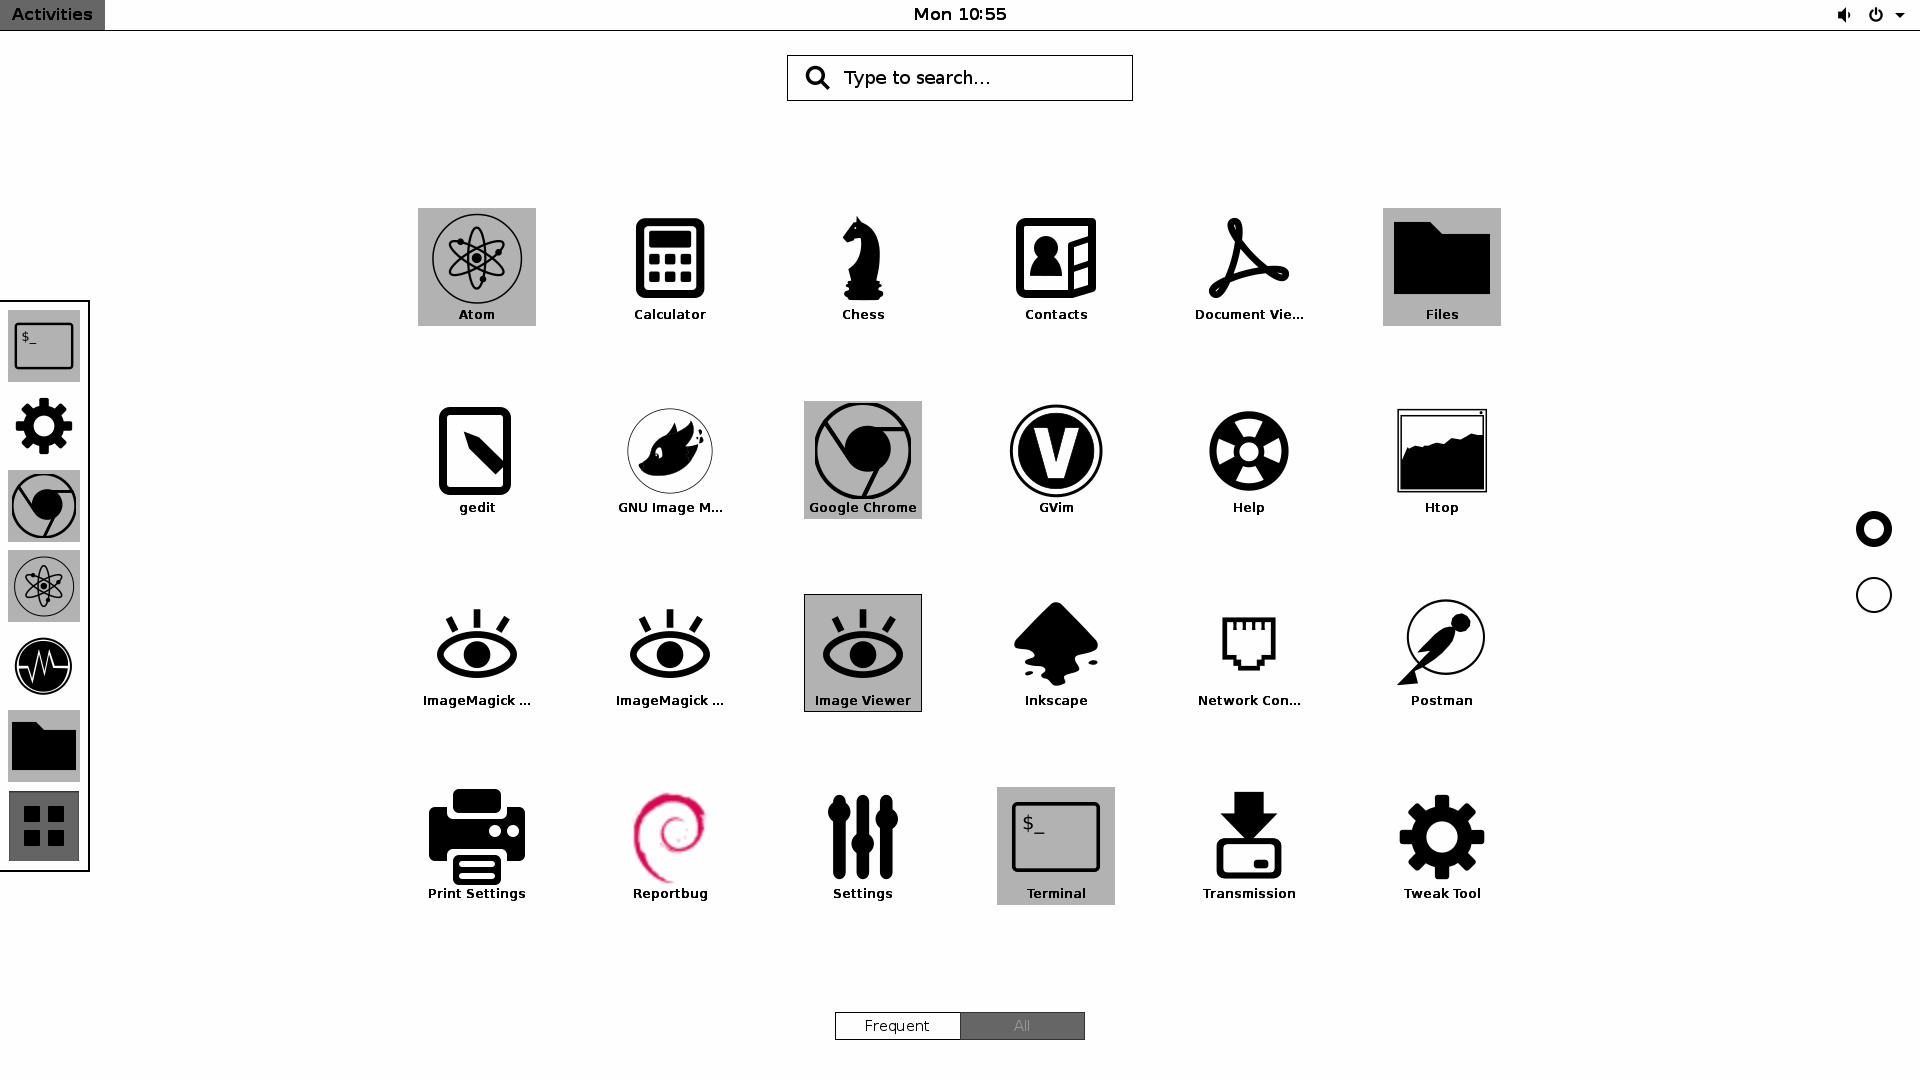 Activities
Mon 10:55
Type to search...
Atom
Calculator
Chess
Contacts
Document Vie...
Files
$_
gedit
GNU Image M...
Google Chrome
GVim
Help
Htop
ImageMagick ...
ImageMagick ...
Image Viewer
Inkscape
Network Con...
Postman
$_
Print Settings
Reportbug
Settings
Terminal
Transmission
Tweak Tool
Frequent
All